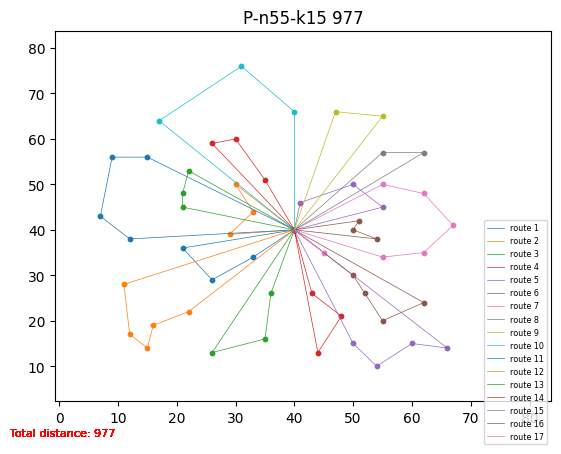 P-n55-k15 977
80
70
60
50
40
30
20
10
0
10
20
30
40
50
60
70
80
route 1
route 2
route 3
route 4
route 5
route 6
route 7
route 8
route 9
route 10
route 11
route 12
route 13
route 14
route 15
route 16
route 17
Total distance: 977